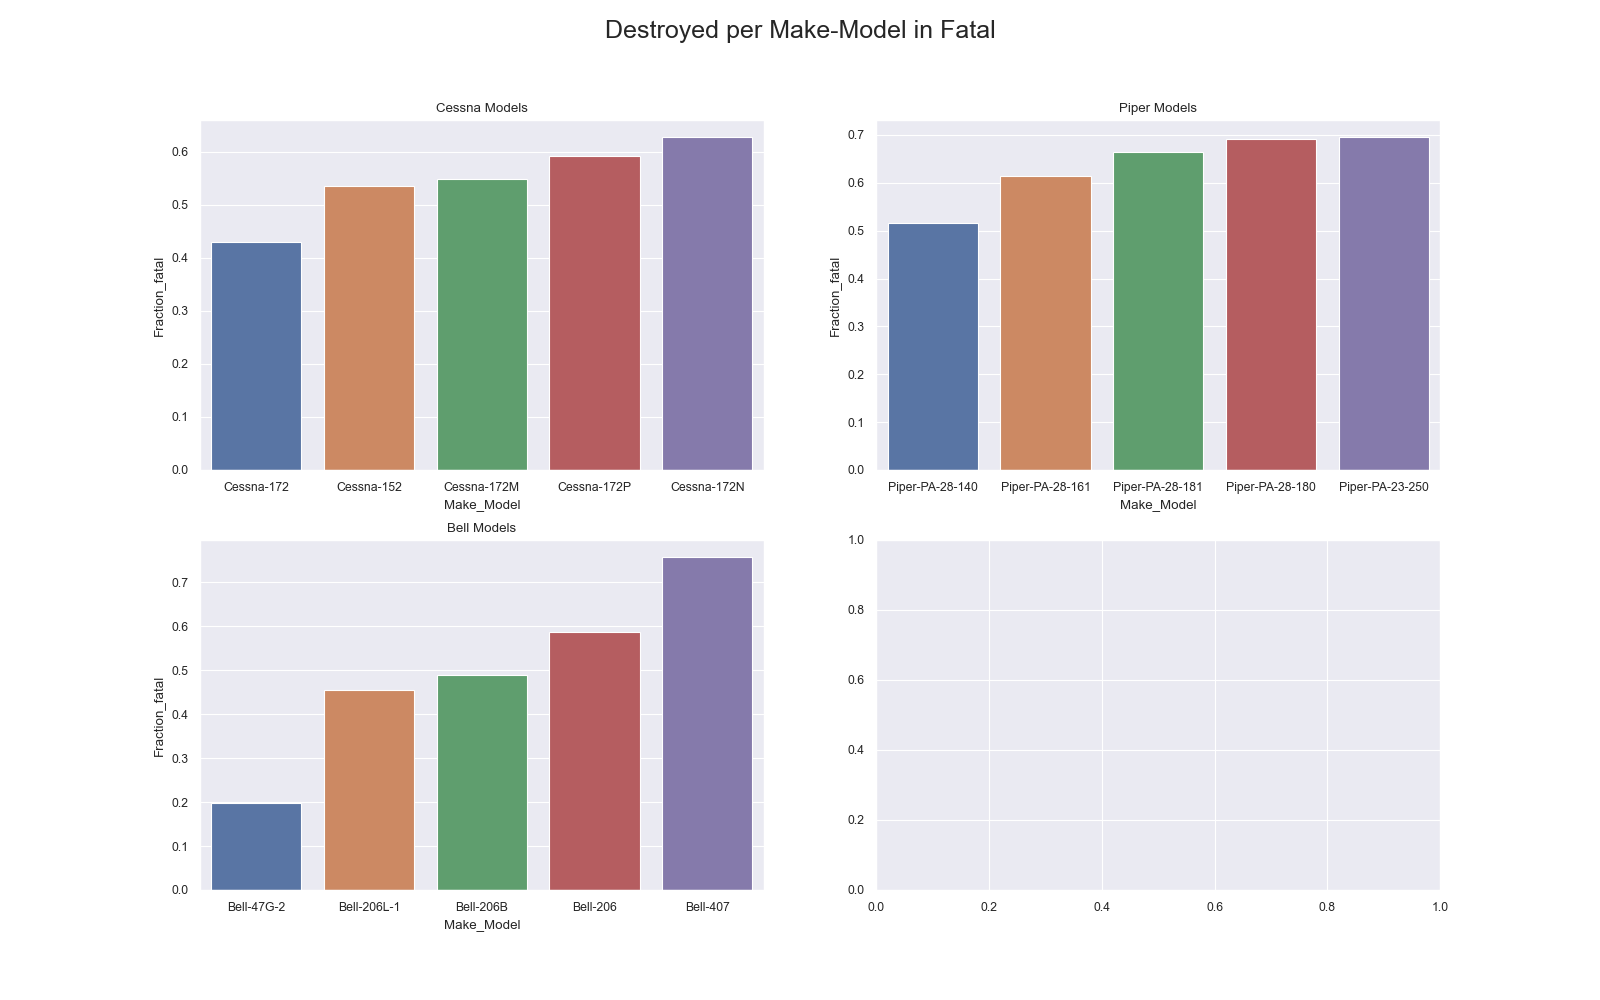 Destroyed per Make-Model in Fatal
Cessna Models
Fraction_fatal
0.6
0.5
0.4
0.3
0.2
0.1
0.0
Cessna-172 Cessna-152 Cessna-172M Cessna-172P Cessna-172N
Make_Model
Piper Models
Fraction_fatal
0.7
0.6
0.5
0.4
0.3
0.2
0.1
0.0
Piper-PA-28-140 Piper-PA-28-161 Piper-PA-28-181 Piper-PA-28-180 Piper-PA-23-250
Make_Model
Bell Models
Fraction_fatal
0.7
0.6
0.5
0.4
0.3
0.2
0.1
0.0
Bell-47G-2 Bell-206L-1 Bell-206B Bell-206 Bell-407
Make_Model
1.0
0.8
0.6
0.4
0.2
0.0
0.0 0.2 0.4 0.6 0.8 1.0